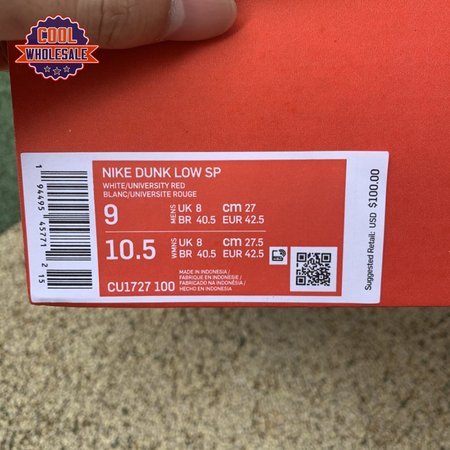 COOL
WHOLESALE
NIKE DUNK LOW SP
WHITE/UNIVERSITY RED
BLANC/UNIVERSITE ROUGE
9 MENS UK 8 cm 27
BR 40.5 EUR 42.5
10.5 WMNS UK 8 cm 27.5
BR 40.5 EUR 42.5
CU1727 100
MADE IN INDONESIA/
FABRIQUE EN INDONESIE/
FABRICADO NA INDONÉSIA/
HECHO EN INDONESIA
Suggested Retail: USD $100.00
1 94495 45771 2 15